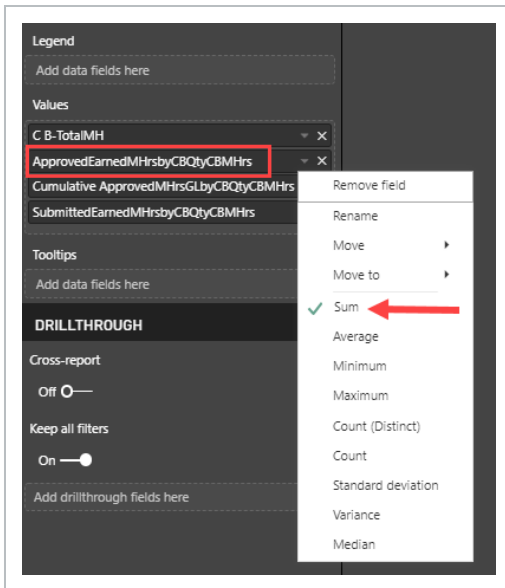 Legend
Add data fields here
Values
C B-TotalMH
ApprovedEarnedMHrsbyCBQtyCBMHrs
Cumulative ApprovedMHrsGLbyCBQtyCBMHrs
SubmittedEarnedMHrsbyCBQtyCBMHrs
Tooltips
Add data fields here
DRILLTHROUGH
Cross-report
Off
Keep all filters
On
Add drillthrough fields here
Remove field
Rename
Move
Move to
Sum
Average
Minimum
Maximum
Count (Distinct)
Count
Standard deviation
Variance
Median